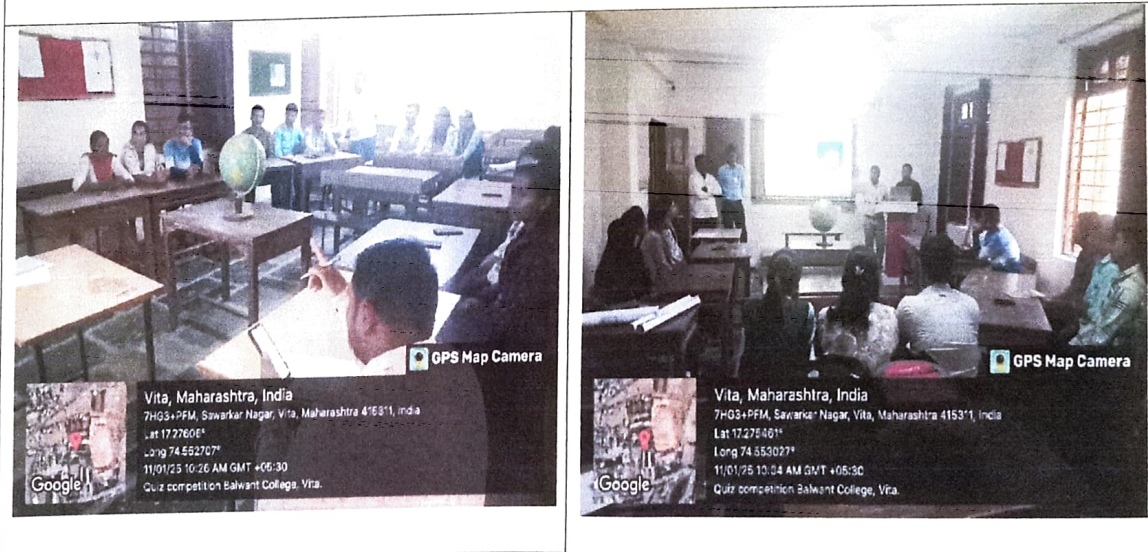 GPS Map Camera
Vita, Maharashtra, India
7HG3+PFM, Sawarkar Nagar, Vita, Maharashtra 415311, India
Lat 17.27606°
Long 74.552707°
11/01/25 10:26 AM GMT +05:30
Quiz competition Balwant College, Vita.
Google
GPS Map Camera
Vita, Maharashtra, India
7HG3+PFM, Sawarkar Nagar, Vita, Maharashtra 415311, India
Lat 17.275461°
Long 74.553027°
11/01/25 10:04 AM GMT +05:30
Quiz competition Balwant College, Vita.
Google